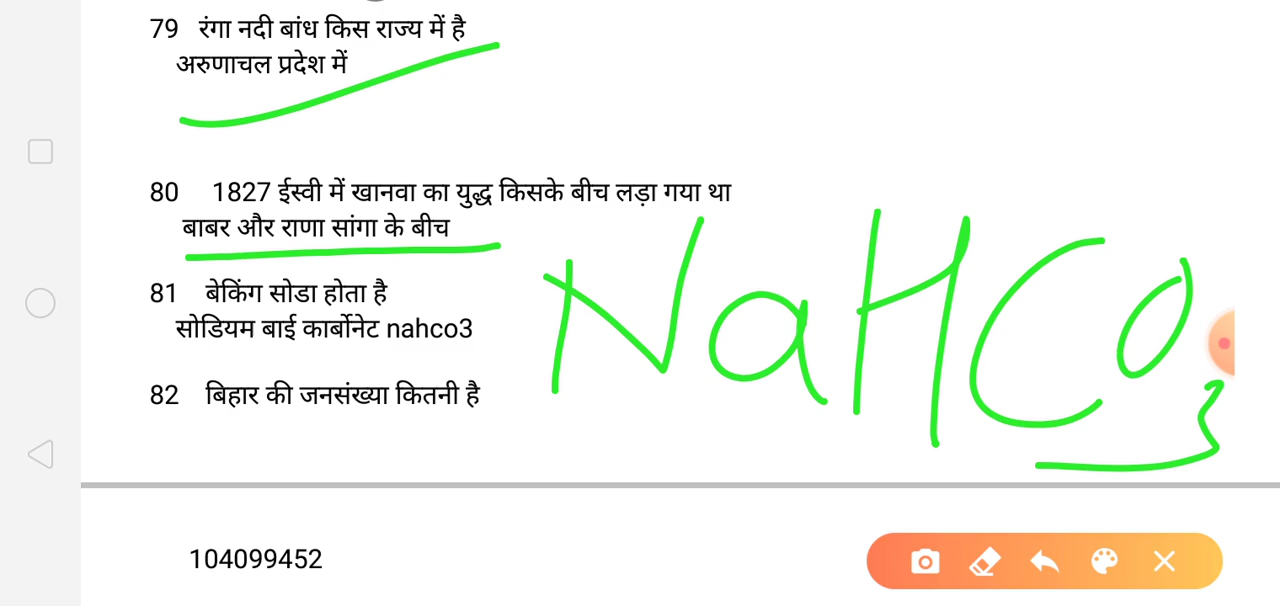 79 रंगा नदी बांध किस राज्य में है
अरुणाचल प्रदेश में
80 1827 ईस्वी में खानवा का युद्ध किसके बीच लड़ा गया था
बाबर और राणा सांगा के बीच
81 बेकिंग सोडा होता है
सोडियम बाई कार्बोनेट nahco3
NaHCO3
82 बिहार की जनसंख्या कितनी है
104099452